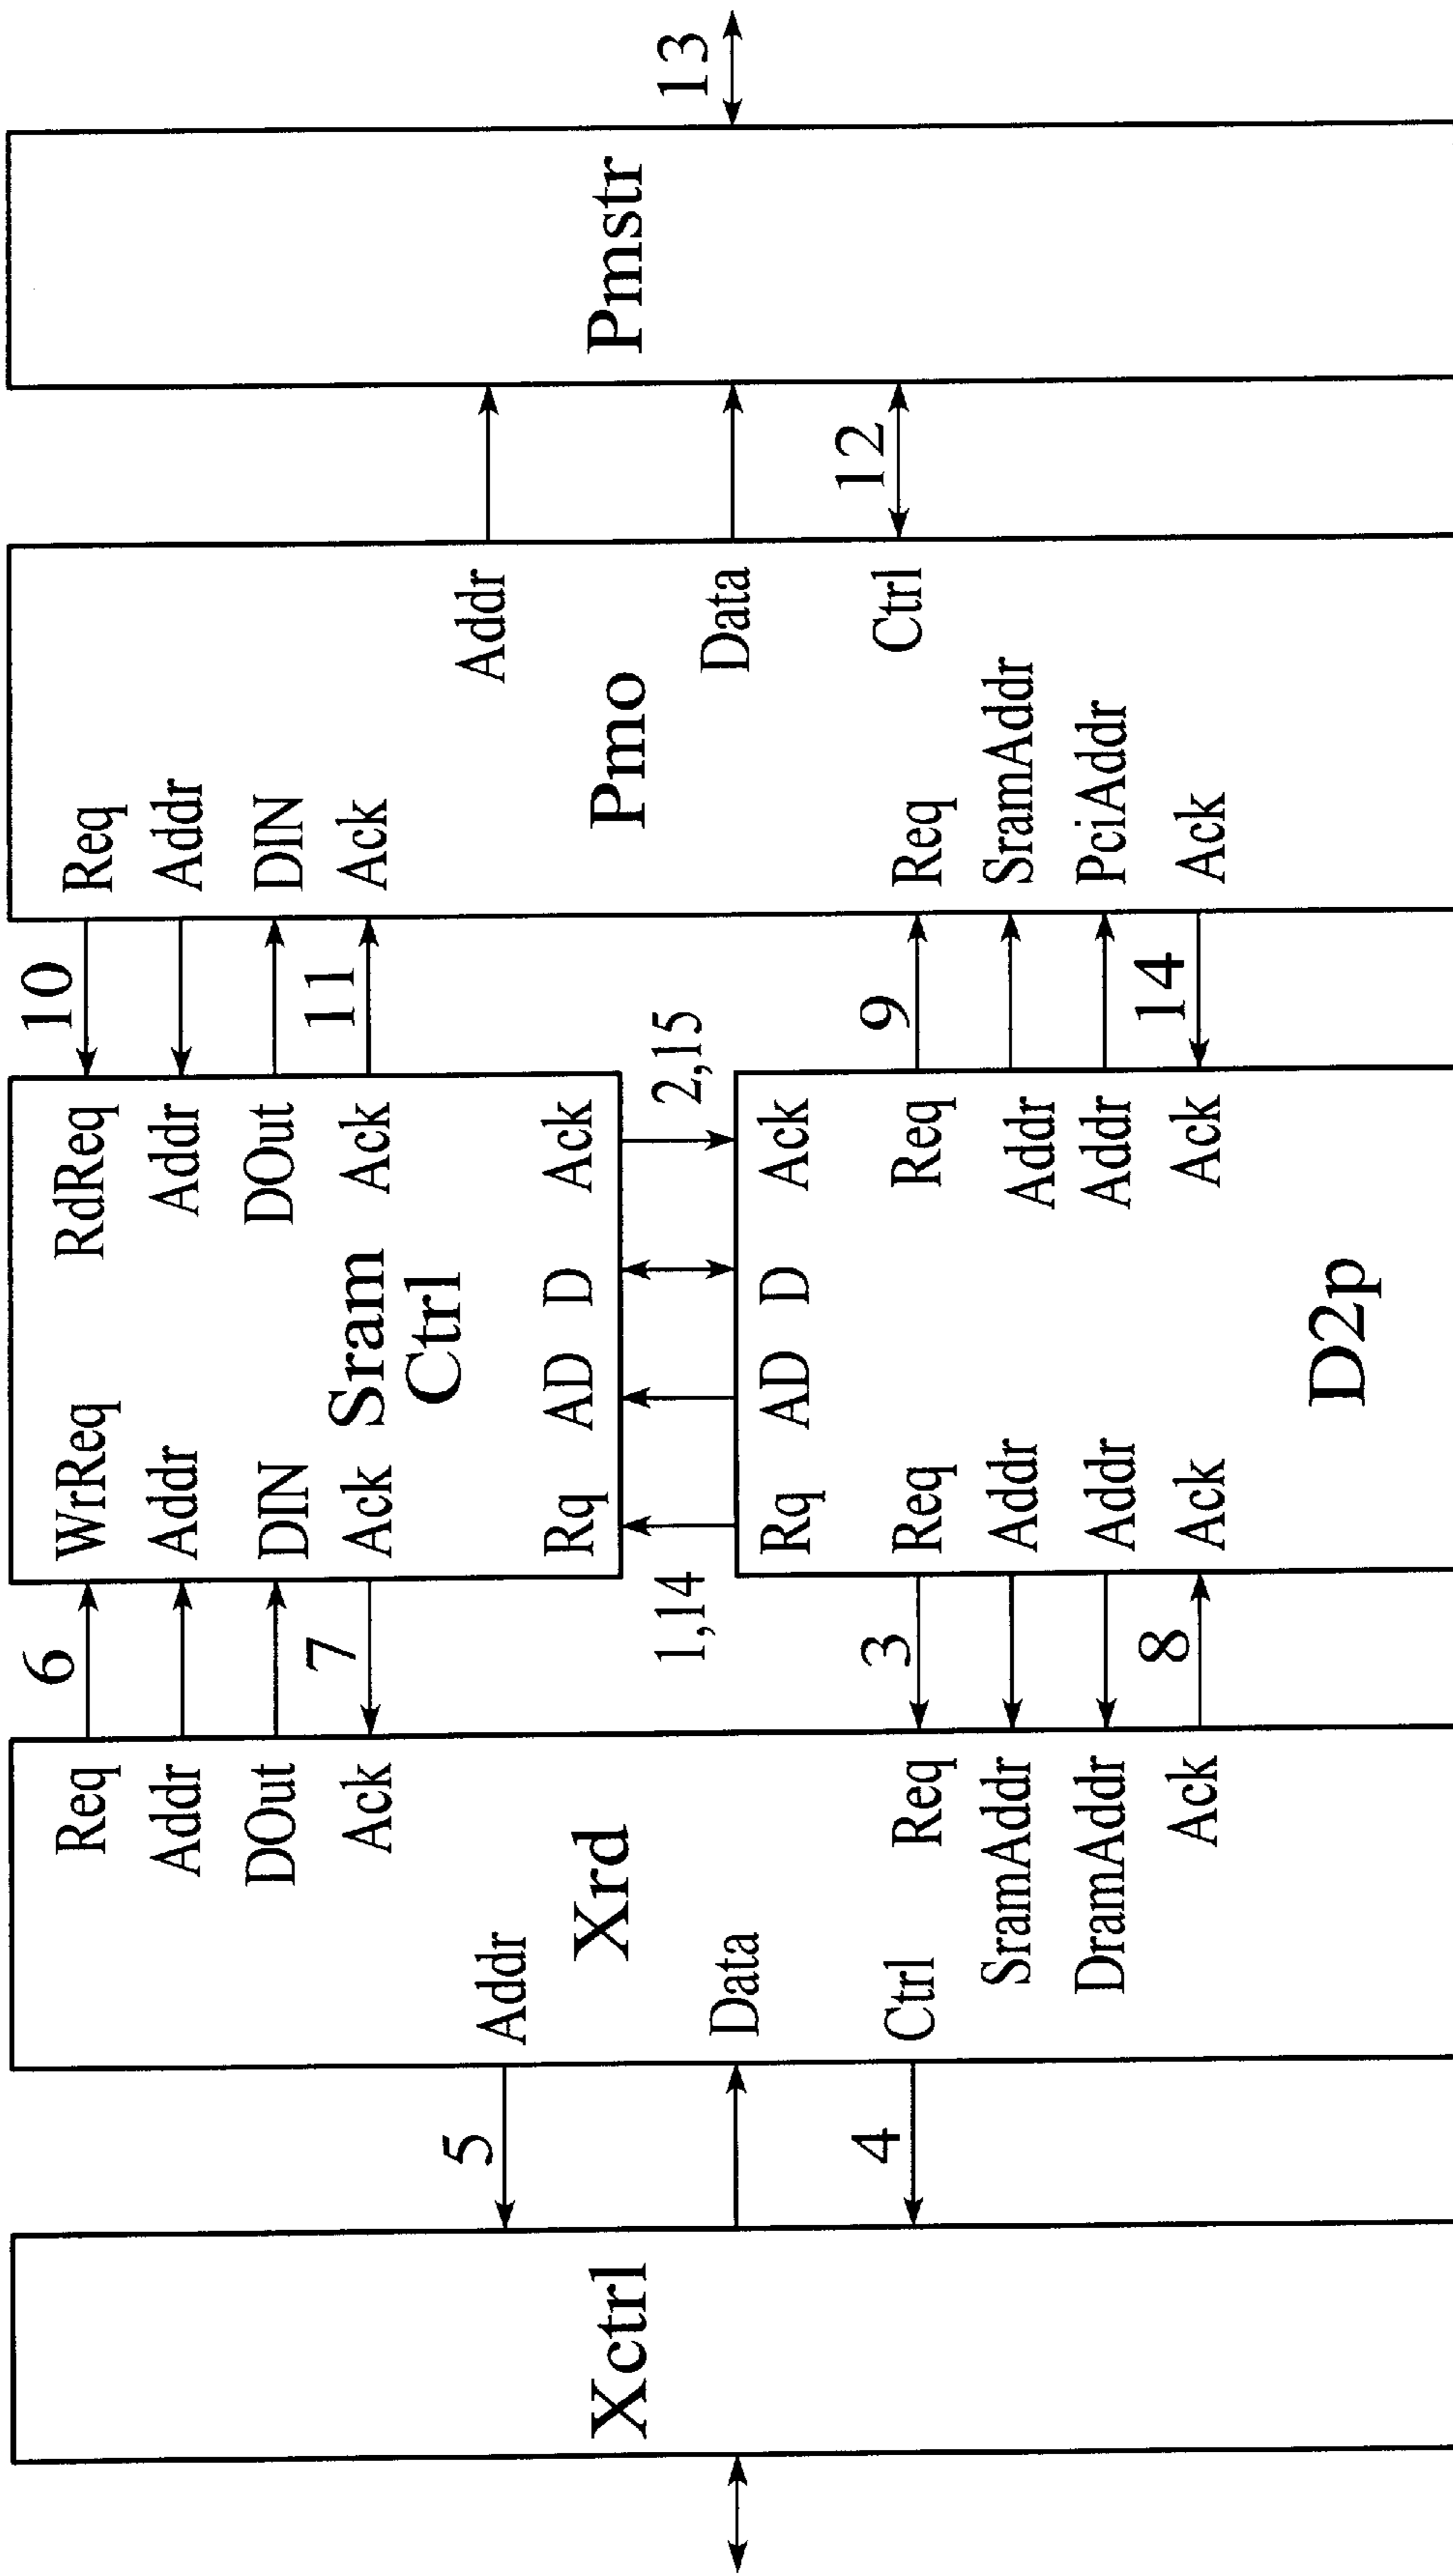 Xctrl
5
4
Xrd
Addr
Data
Ctrl
Req
Addr
DOut
Ack
Req
SramAddr
DramAddr
Ack
6
7
3
8
Sram
Ctrl
WrReq
Addr
DIN
Ack
RdReq
Addr
DOut
Ack
Rq AD D Ack
1,14
2,15
Rq AD D Ack
Req
Addr
Addr
Ack
Req
Addr
Addr
Ack
D2p
10
11
9
14
Req
Addr
DIN
Ack
Pmo
Addr
Data
Ctrl
Req
SramAddr
PciAddr
Ack
12
Pmstr
13